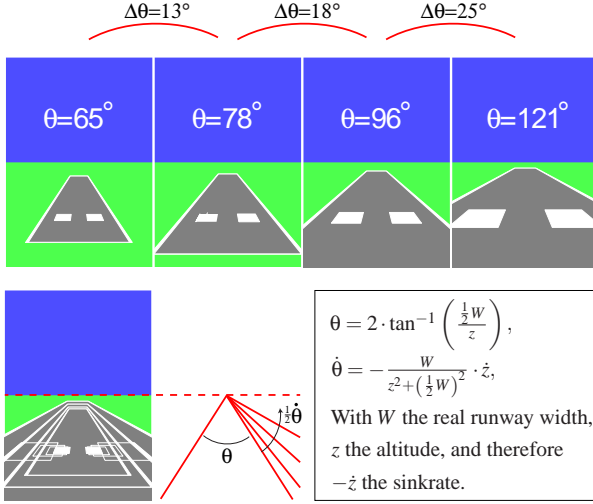 Δθ=13° Δθ=18° Δθ=25°
θ=65° θ=78° θ=96° θ=121°
½θ̇
θ
θ = 2 · tan⁻¹ (½W / z),
θ̇ = − W / (z²+(½W)²) · ż,
With W the real runway width,
z the altitude, and therefore
−ż the sinkrate.